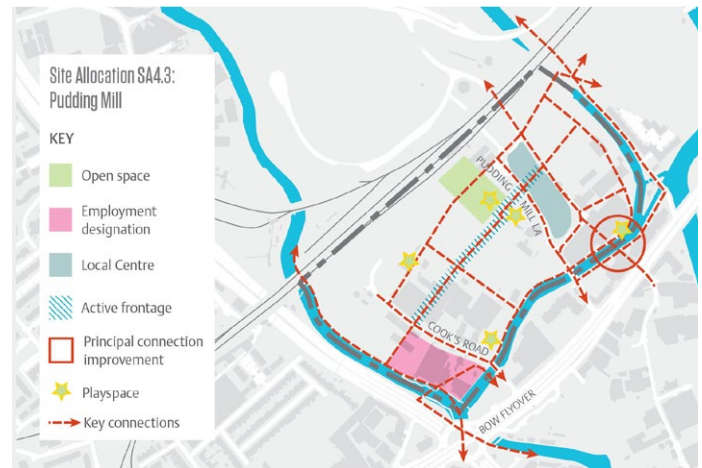 Site Allocation SA4.3:
Pudding Mill
KEY
Open space
Employment
designation
Local Centre
Active frontage
Principal connection
improvement
Playspace
Key connections
PUDDING MILL LA
COOK'S ROAD
BOW FLYOVER